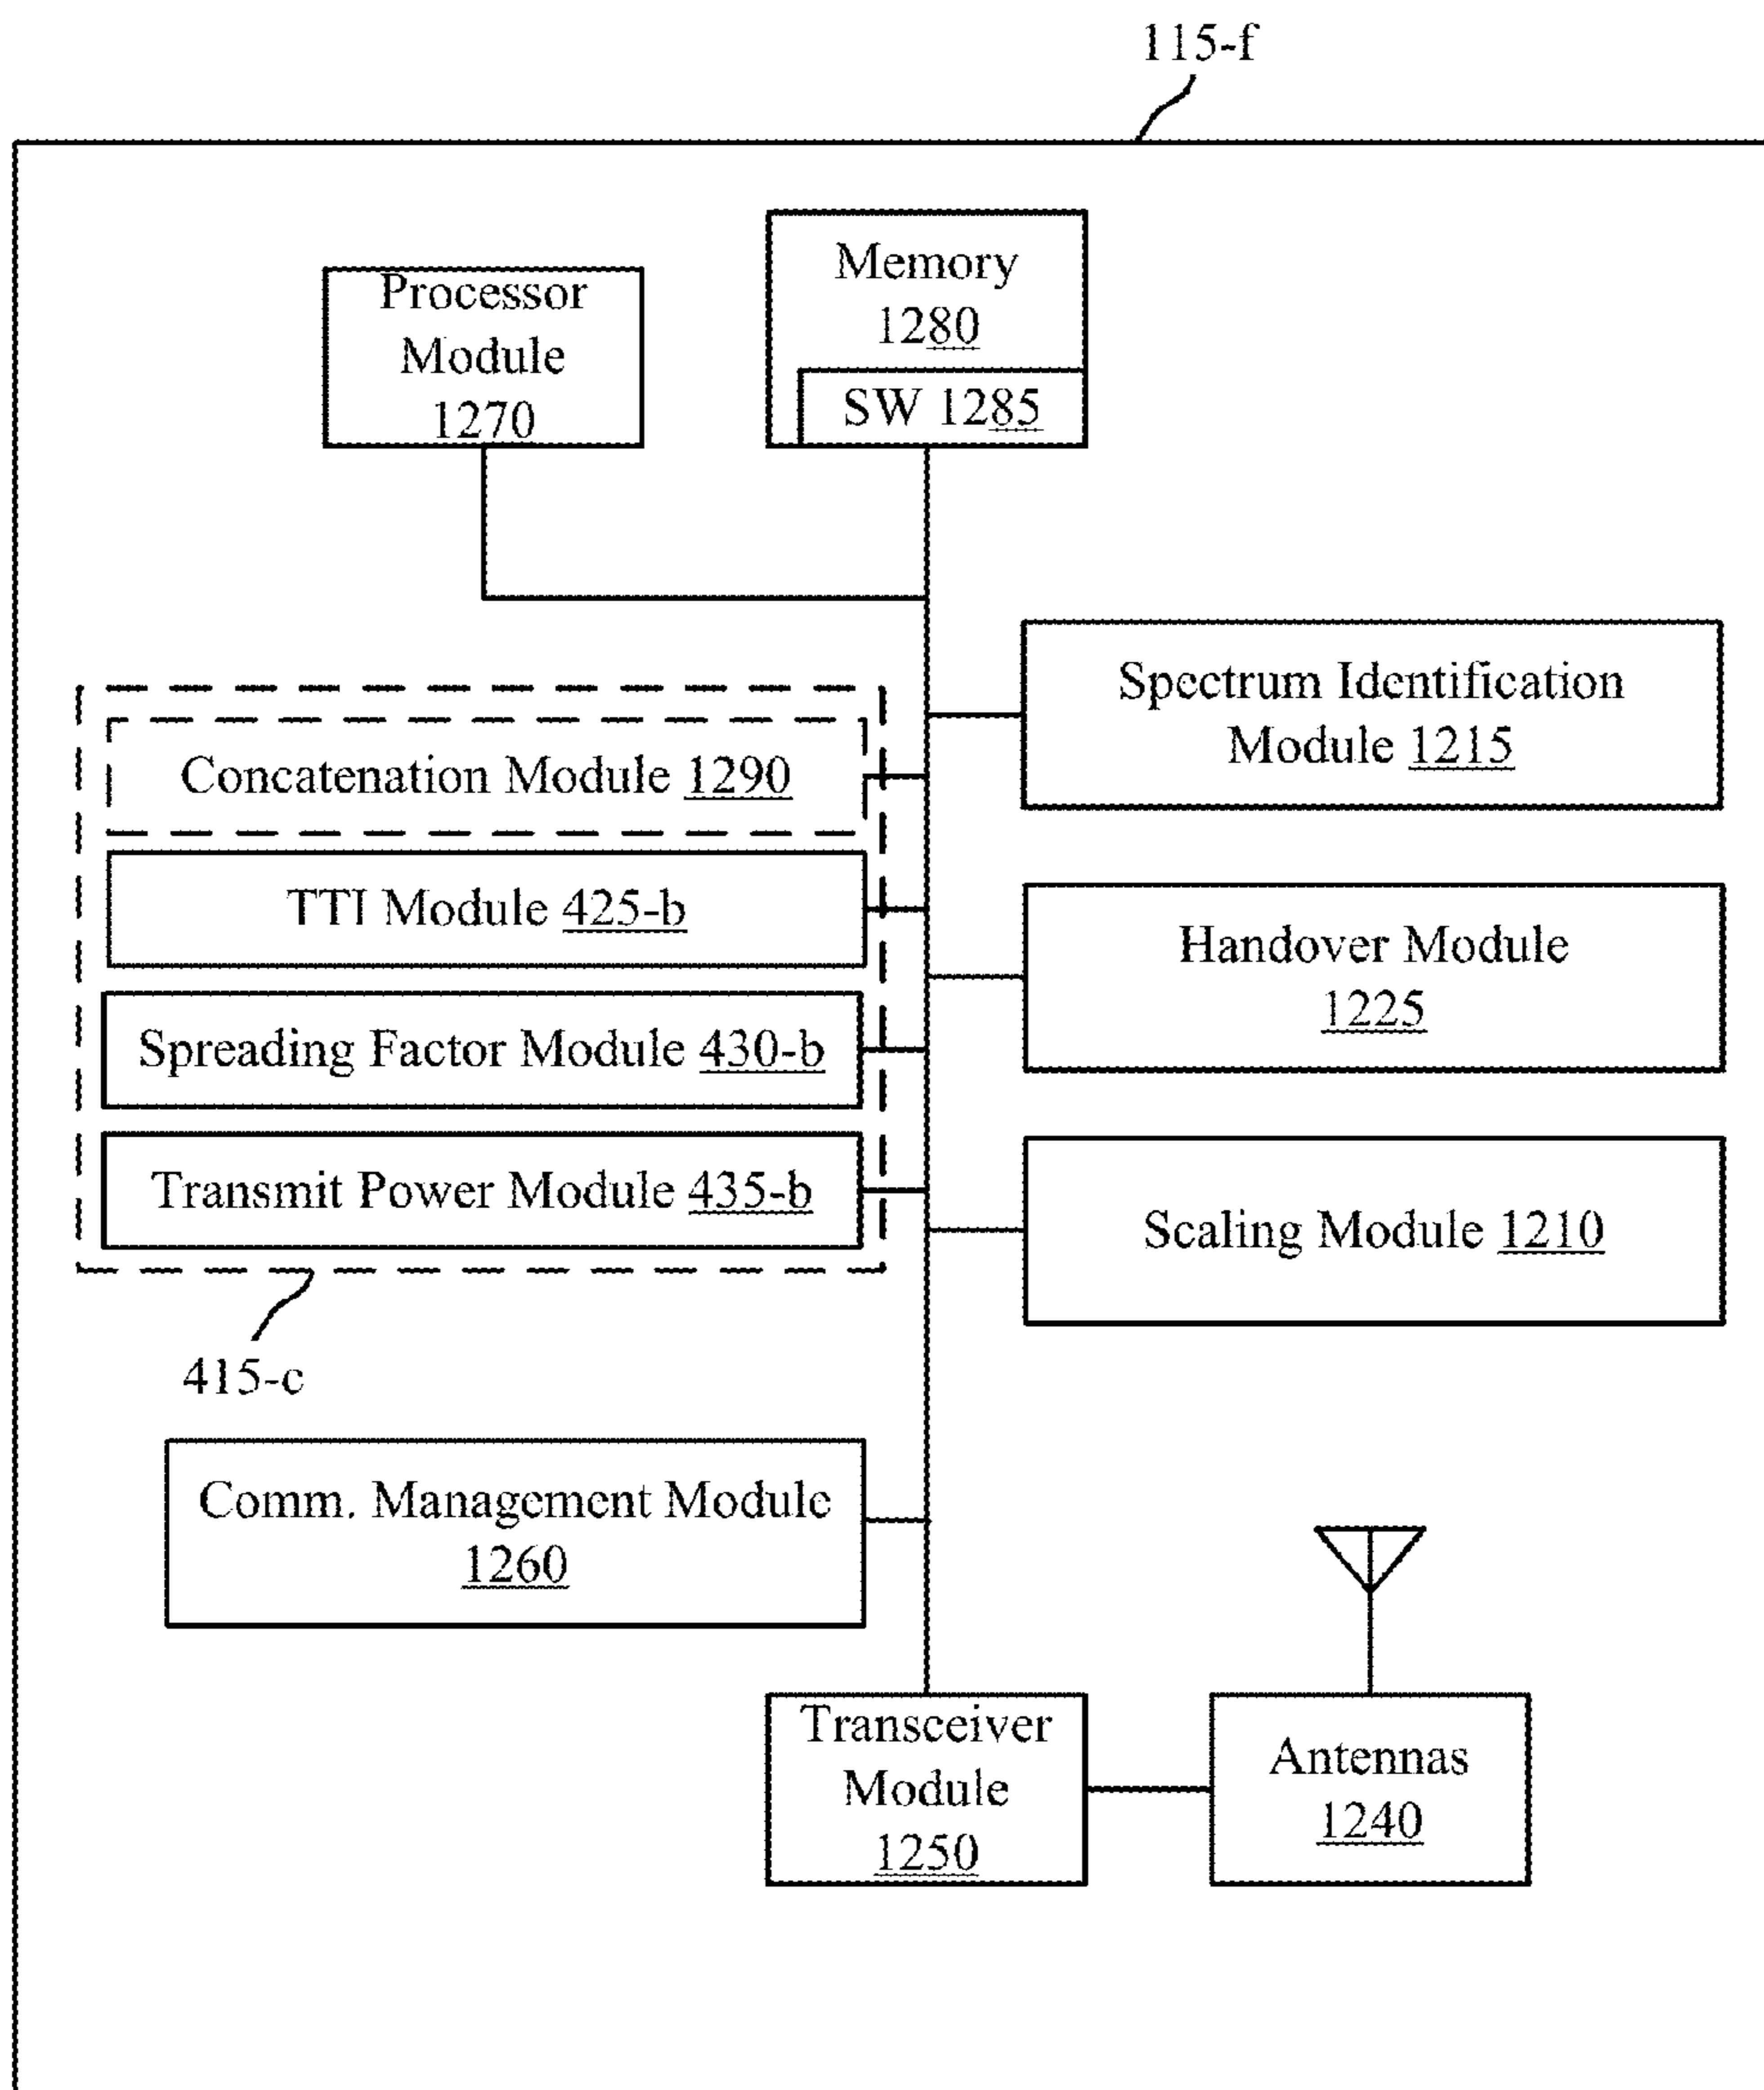 115-f
Memory
1280
SW 1285
Processor
Module
1270
Spectrum Identification
Module 1215
Concatenation Module 1290
TTI Module 425-b
Handover Module
1225
Spreading Factor Module 430-b
Transmit Power Module 435-b
Scaling Module 1210
415-c
Comm. Management Module
1260
Transceiver
Module
1250
Antennas
1240